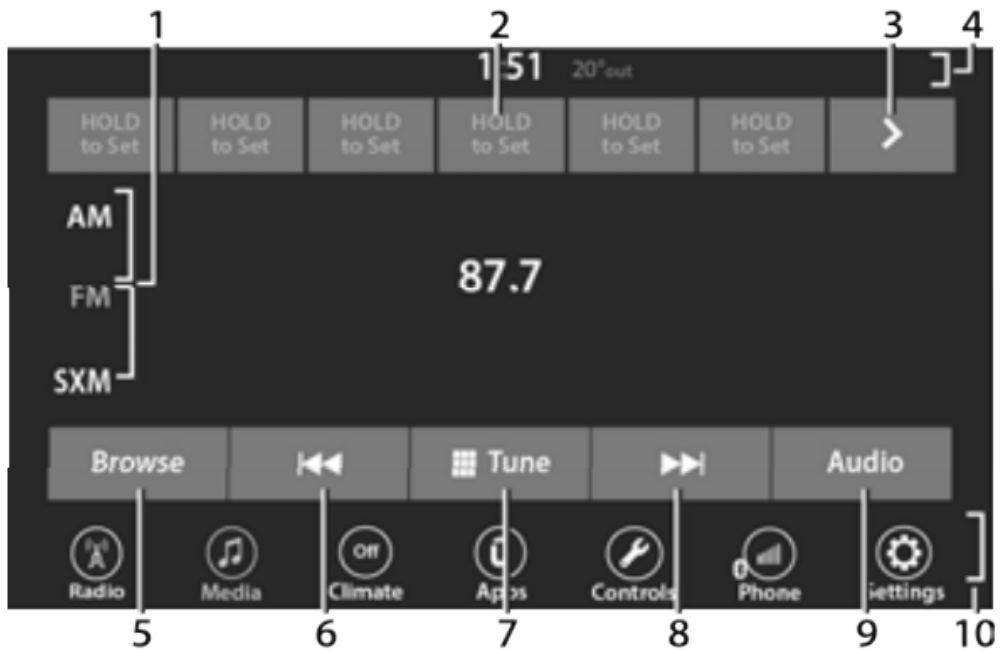 1 2 3 4
1:51 20°out
HOLD to Set HOLD to Set HOLD to Set HOLD to Set HOLD to Set HOLD to Set
AM
87.7
FM
SXM
Browse Tune Audio
Off
Radio Media Climate Apps Controls Phone Settings
5 6 7 8 9 10